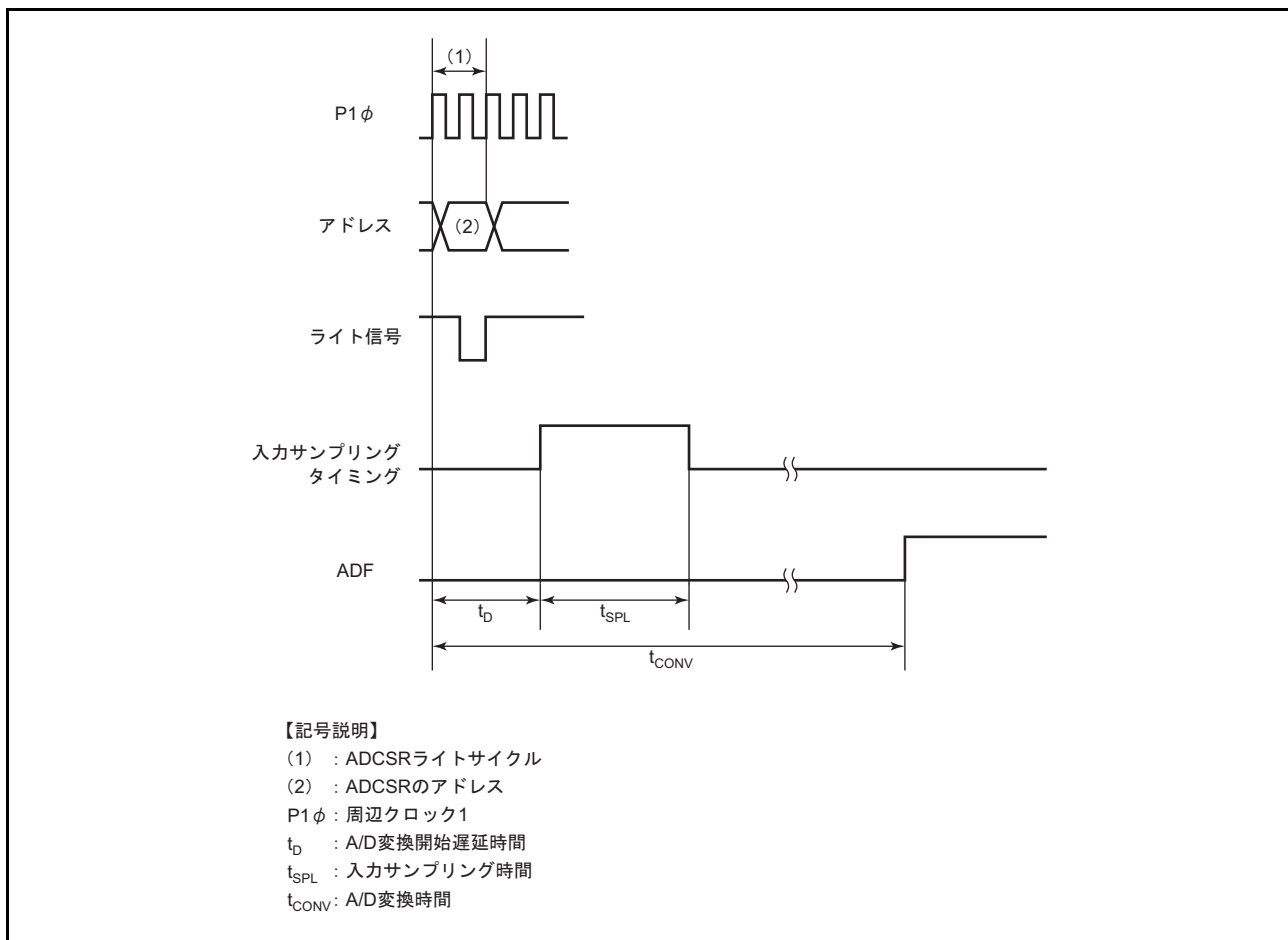 (1)
P1φ
アドレス
(2)
ライト信号
入力サンプリング
タイミング
ADF
tD
tSPL
tCONV
【記号説明】
(1) : ADCSRライトサイクル
(2) : ADCSRのアドレス
P1φ : 周辺クロック1
tD : A/D変換開始遅延時間
tSPL : 入力サンプリング時間
tCONV : A/D変換時間